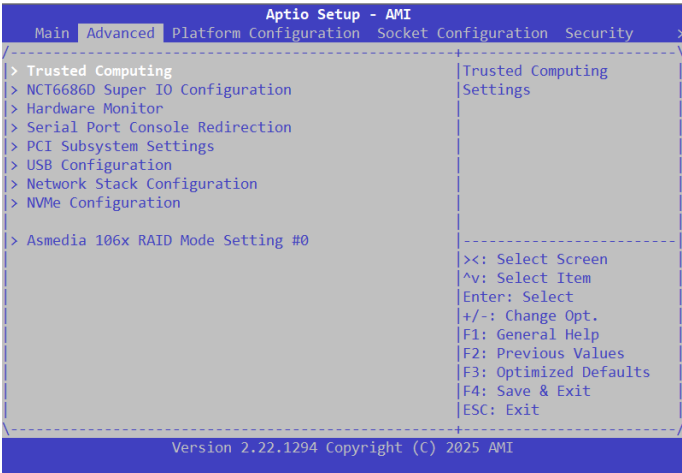 Aptio Setup - AMI
Main Advanced Platform Configuration Socket Configuration Security >
> Trusted Computing
> NCT6686D Super IO Configuration
> Hardware Monitor
> Serial Port Console Redirection
> PCI Subsystem Settings
> USB Configuration
> Network Stack Configuration
> NVMe Configuration
> Asmedia 106x RAID Mode Setting #0
Trusted Computing
Settings
><: Select Screen
^v: Select Item
Enter: Select
+/-: Change Opt.
F1: General Help
F2: Previous Values
F3: Optimized Defaults
F4: Save & Exit
ESC: Exit
Version 2.22.1294 Copyright (C) 2025 AMI